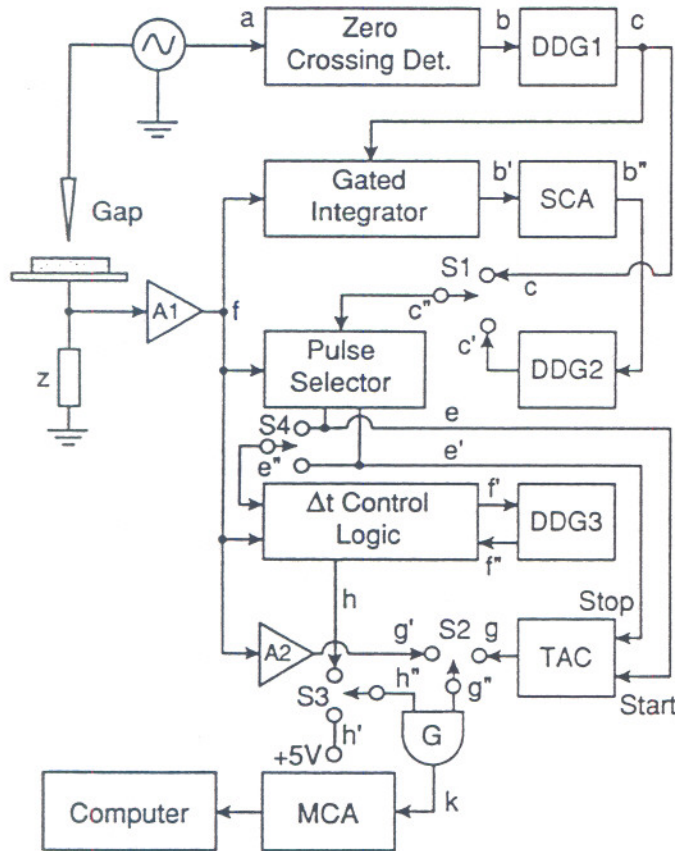 a
Zero
Crossing Det.
b
DDG1
c
Gap
Gated
Integrator
b'
SCA
b"
S1
c
c"
A1
f
Pulse
Selector
c'
DDG2
z
S4
e
e"
e'
Δt Control
Logic
f'
DDG3
f"
h
Stop
A2
g'
S2
g
TAC
h"
g"
Start
S3
G
h'
+5V
k
Computer
MCA